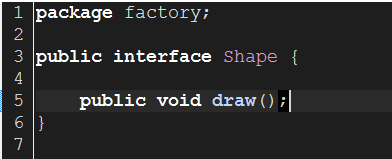 1 package factory;
2
3 public interface Shape {
4
5     public void draw();
6 }
7